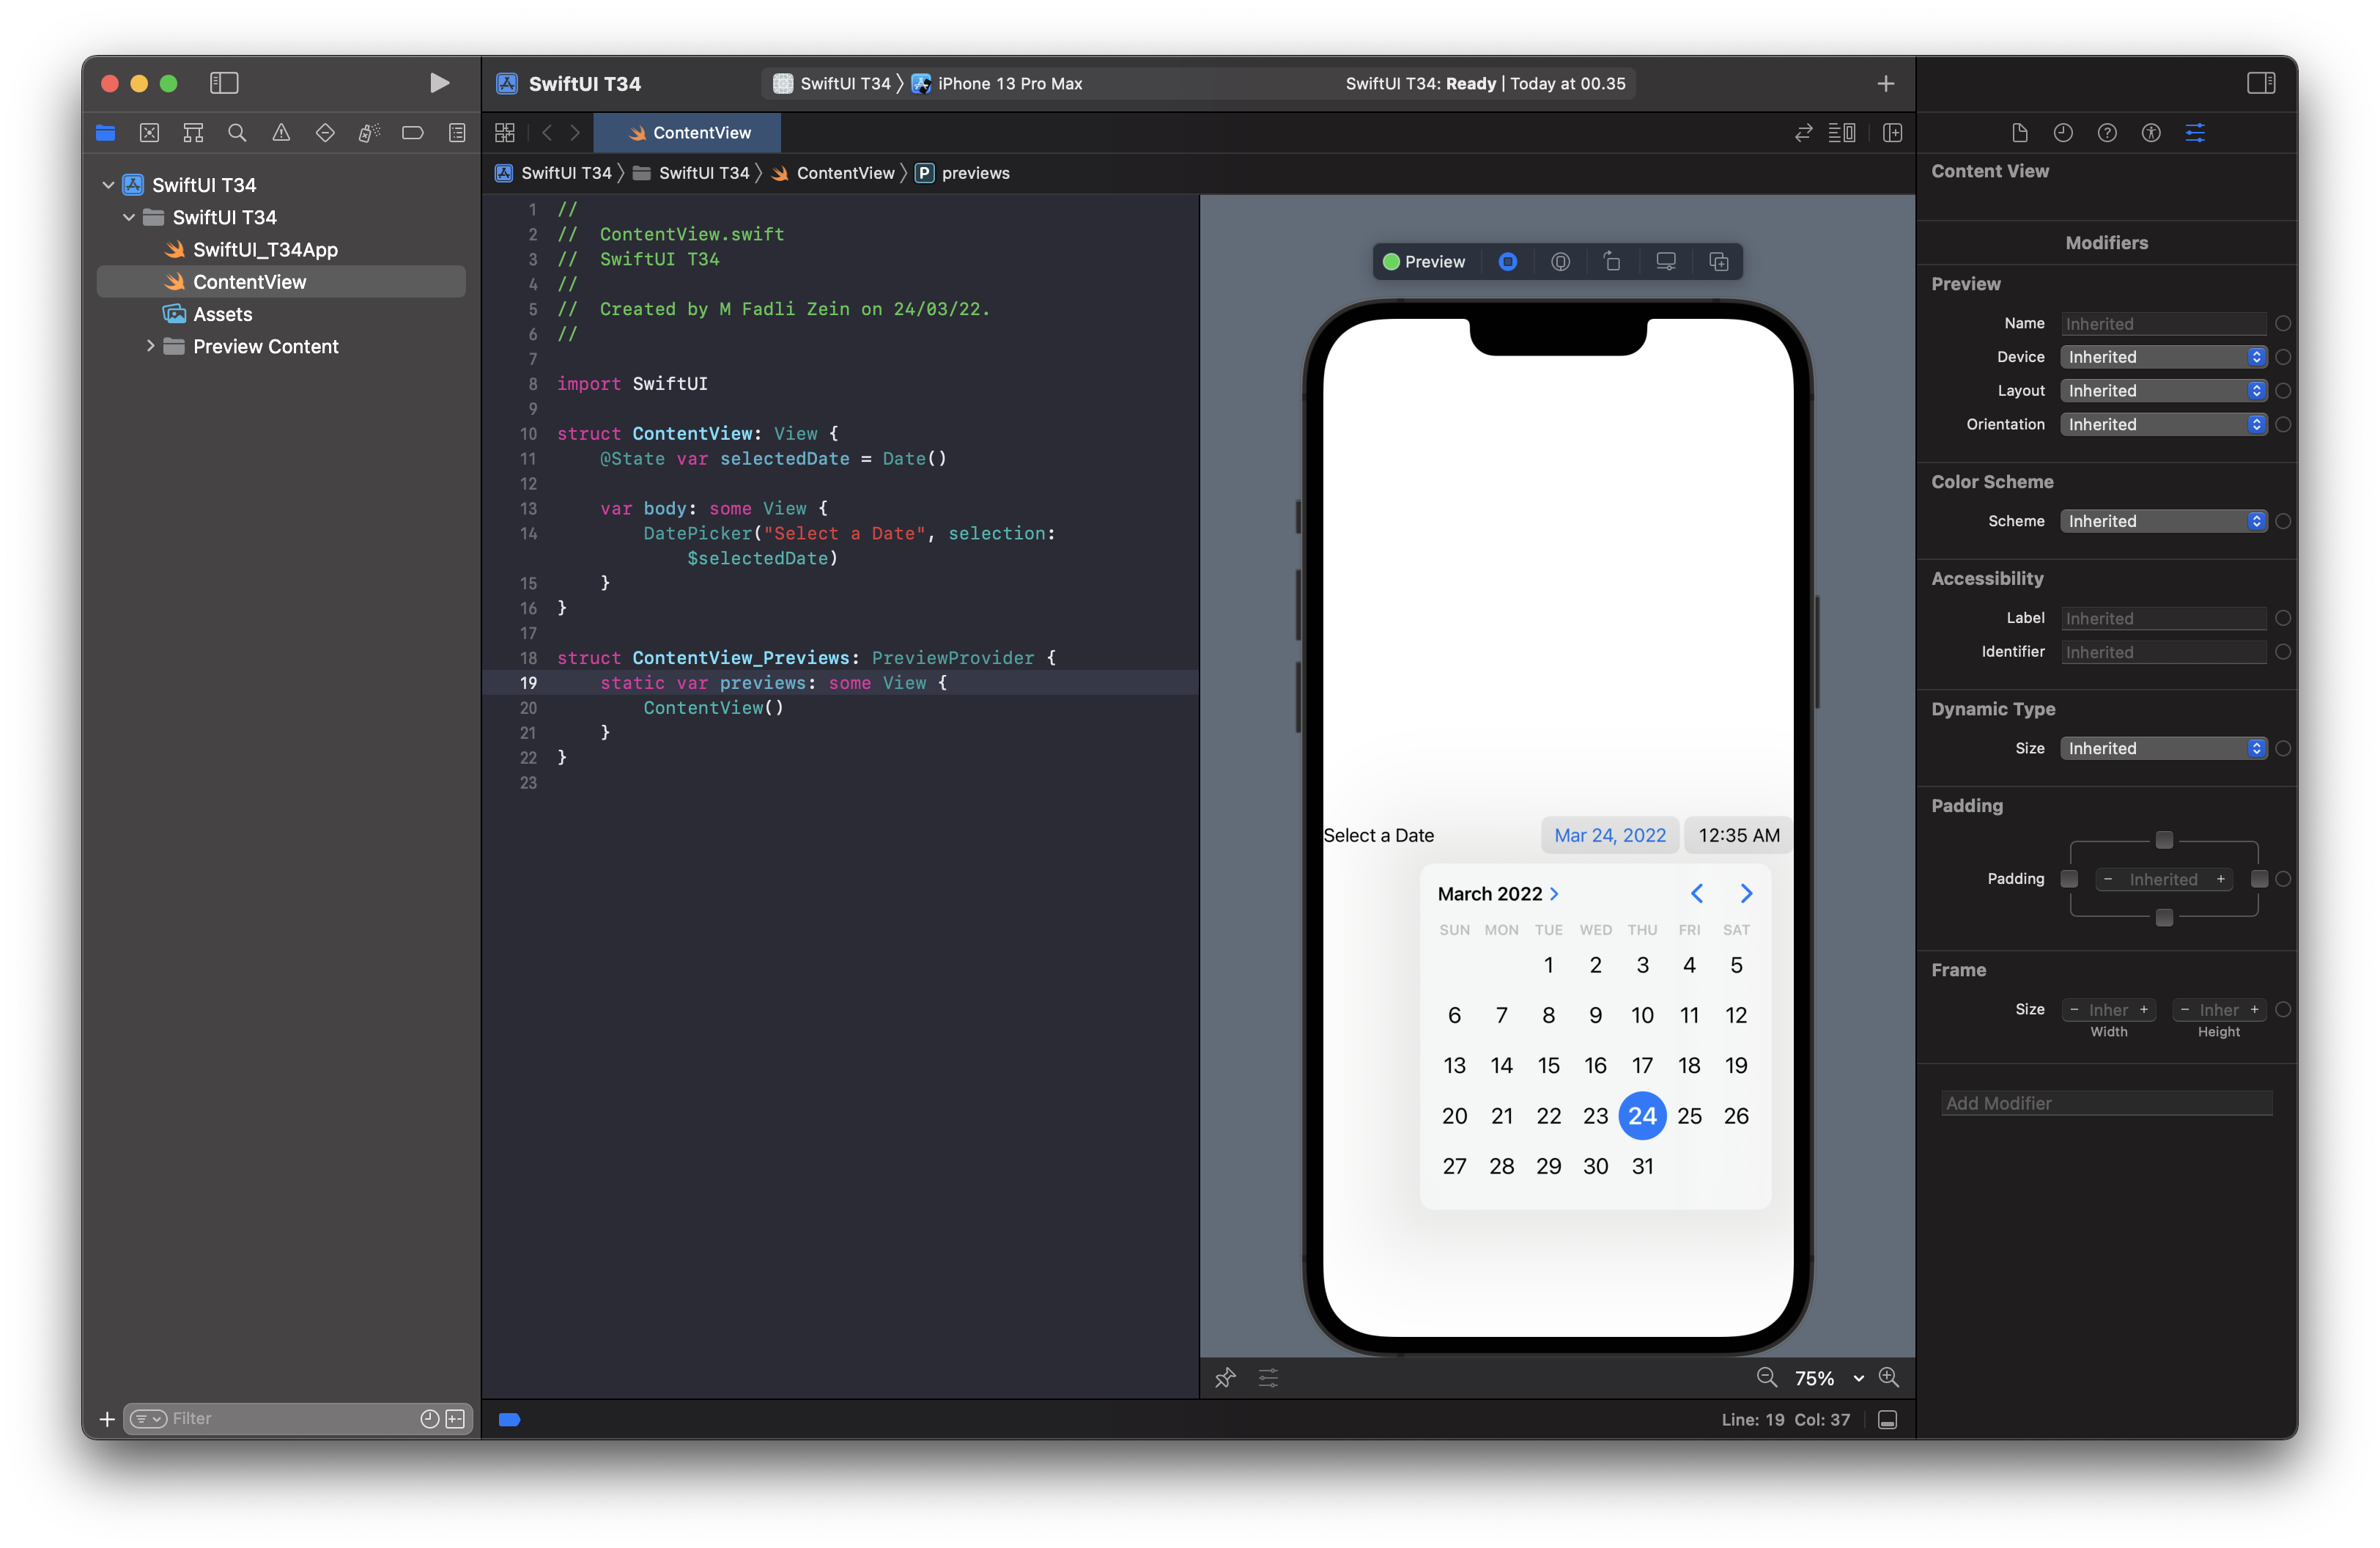 SwiftUI T34
SwiftUI T34
iPhone 13 Pro Max
SwiftUI T34: Ready | Today at 00.35
ContentView
SwiftUI T34
SwiftUI T34
ContentView
P
previews
SwiftUI T34
SwiftUI T34
SwiftUI_T34App
ContentView
Assets
Preview Content
Filter
1 //
2 //  ContentView.swift
3 //  SwiftUI T34
4 //
5 //  Created by M Fadli Zein on 24/03/22.
6 //
7
8 import SwiftUI
9
10 struct ContentView: View {
11     @State var selectedDate = Date()
12
13     var body: some View {
14         DatePicker("Select a Date", selection:
            $selectedDate)
15     }
16 }
17
18 struct ContentView_Previews: PreviewProvider {
19     static var previews: some View {
20         ContentView()
21     }
22 }
23
Preview
Select a Date
Mar 24, 2022
12:35 AM
March 2022
SUN MON TUE WED THU FRI SAT
1 2 3 4 5
6 7 8 9 10 11 12
13 14 15 16 17 18 19
20 21 22 23 24 25 26
27 28 29 30 31
75%
Line: 19 Col: 37
Content View
Modifiers
Preview
Name Inherited
Device Inherited
Layout Inherited
Orientation Inherited
Color Scheme
Scheme Inherited
Accessibility
Label Inherited
Identifier Inherited
Dynamic Type
Size Inherited
Padding
Padding − Inherited +
Frame
Size − Inher + − Inher +
Width Height
Add Modifier